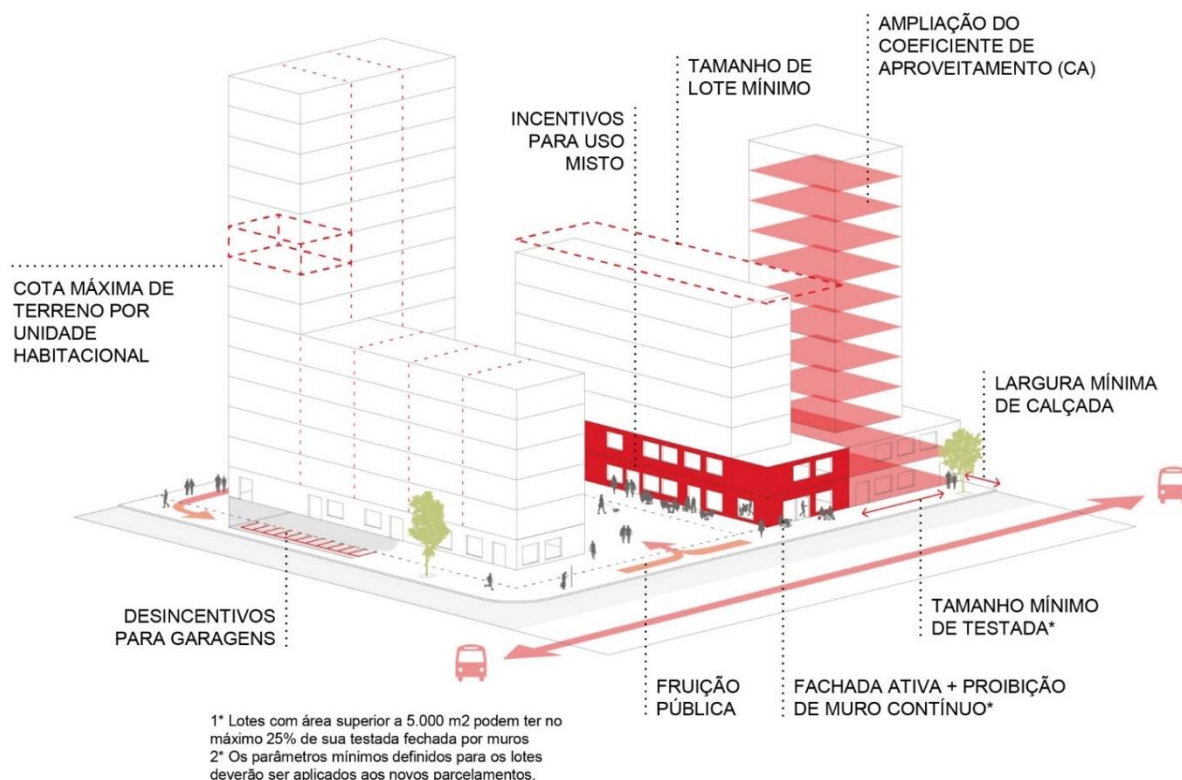 AMPLIAÇÃO DO
COEFICIENTE DE
APROVEITAMENTO (CA)
TAMANHO DE
LOTE MÍNIMO
INCENTIVOS
PARA USO
MISTO
COTA MÁXIMA DE
TERRENO POR
UNIDADE
HABITACIONAL
LARGURA MÍNIMA
DE CALÇADA
DESINCENTIVOS
PARA GARAGENS
TAMANHO MÍNIMO
DE TESTADA*
FRUIÇÃO
PÚBLICA
FACHADA ATIVA + PROIBIÇÃO
DE MURO CONTÍNUO*
1* Lotes com área superior a 5.000 m2 podem ter no
máximo 25% de sua testada fechada por muros
2* Os parâmetros mínimos definidos para os lotes
deverão ser aplicados aos novos parcelamentos.